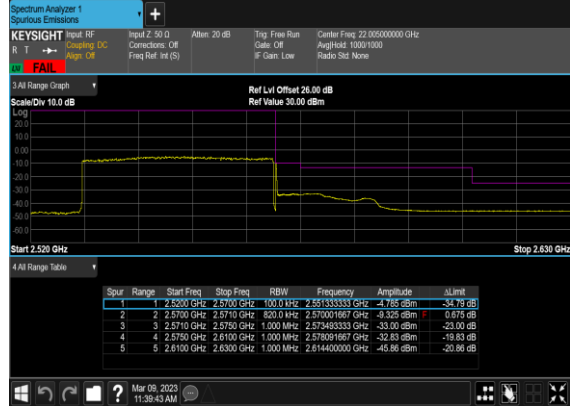 Spectrum Analyzer 1
Spurious Emissions
KEYSIGHT Input: RF Input Z: 50 Ω Atten: 20 dB Trig: Free Run Center Freq: 22.005000000 GHz
R T Coupling: DC Corrections: Off Gate: Off Avg|Hold: 1000/1000
Align: Off Freq Ref: Int (S) IF Gain: Low Radio Std: None
LV FAIL
3 All Range Graph Ref Lvl Offset 26.00 dB
Scale/Div 10.0 dB Ref Value 30.00 dBm
Log
20.0
10.0
0.00
-10.0
-20.0
-30.0
-40.0
-50.0
-60.0
Start 2.520 GHz Stop 2.630 GHz
4 All Range Table
Spur Range Start Freq Stop Freq RBW Frequency Amplitude ΔLimit
1 1 2.5200 GHz 2.5700 GHz 100.0 kHz 2.551333333 GHz -4.785 dBm -34.79 dB
2 2 2.5700 GHz 2.5710 GHz 820.0 kHz 2.570001667 GHz -9.325 dBm F 0.675 dB
3 3 2.5710 GHz 2.5750 GHz 1.000 MHz 2.573493333 GHz -33.00 dBm -23.00 dB
4 4 2.5750 GHz 2.6100 GHz 1.000 MHz 2.578091667 GHz -32.83 dBm -19.83 dB
5 5 2.6100 GHz 2.6300 GHz 1.000 MHz 2.614400000 GHz -45.86 dBm -20.86 dB
? Mar 09, 2023
11:39:43 AM